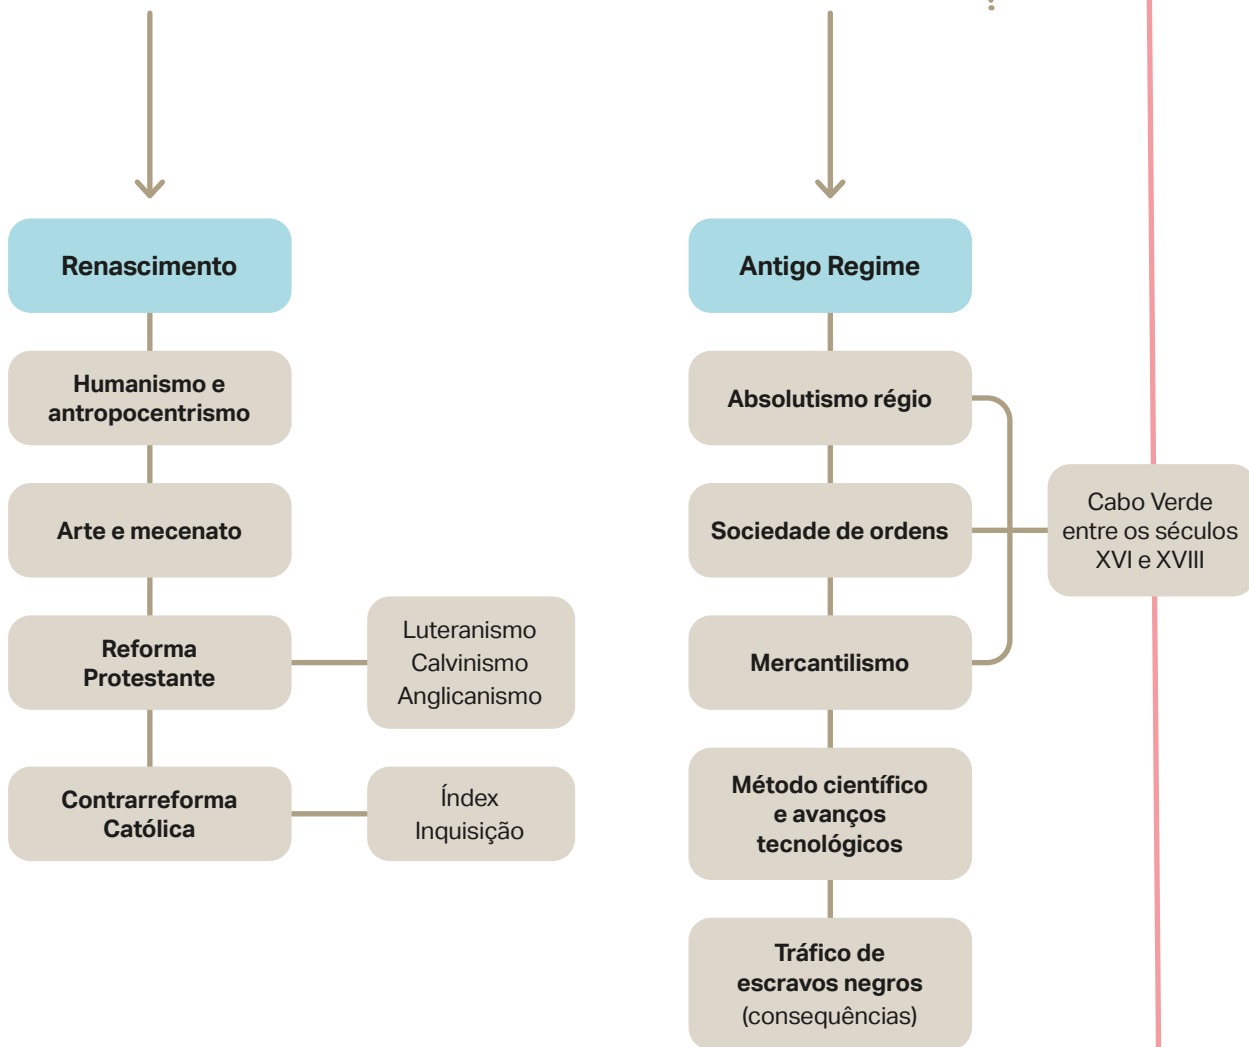 Renascimento
Humanismo e
antropocentrismo
Arte e mecenato
Reforma
Protestante
Luteranismo
Calvinismo
Anglicanismo
Contrarreforma
Católica
Índex
Inquisição
Antigo Regime
Absolutismo régio
Sociedade de ordens
Mercantilismo
Cabo Verde
entre os séculos
XVI e XVIII
Método científico
e avanços
tecnológicos
Tráfico de
escravos negros
(consequências)